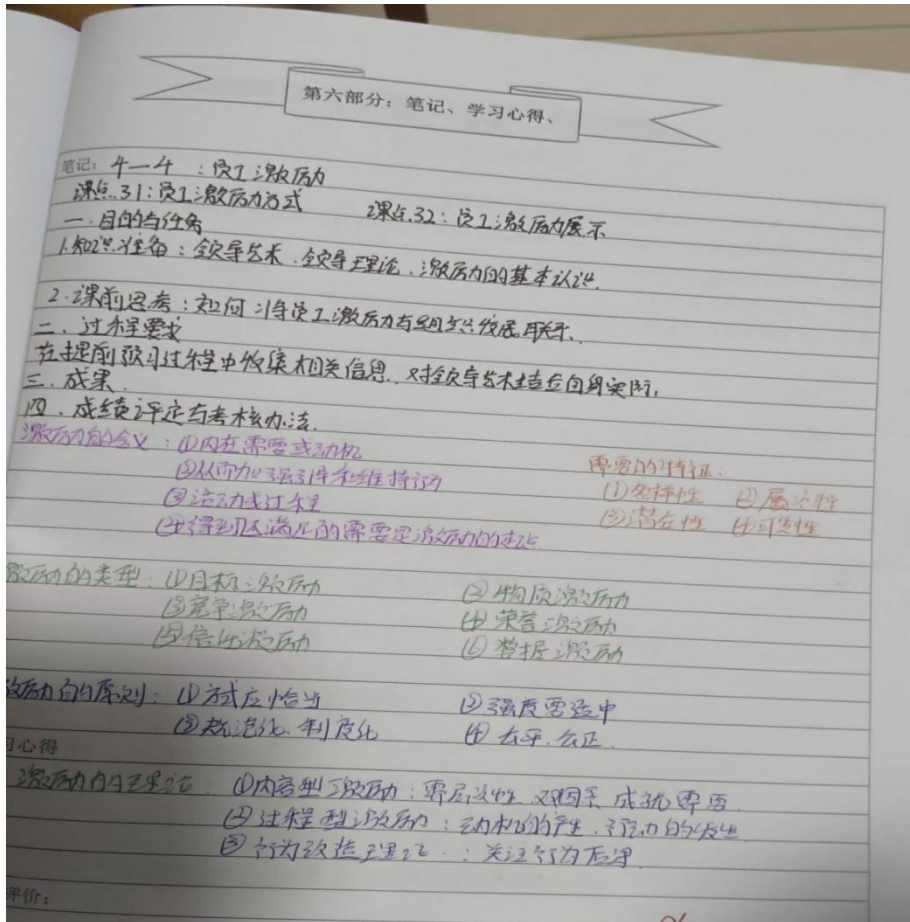 第六部分：笔记、学习心得、
笔记：4—4：员工激励
课点.31：员工激励方式 课点.32：员工激励展示
一.目的与任务
1.知识准备：领导艺术.领导理论.激励的基本认识.
2.课前思考：如何引导员工激励与组织发展联系.
二.过程要求
在提前预习过程中收集相关信息.对领导艺术结合自身实际,
三.成果.
四.成绩评定与考核办法.
激励的含义：①内在需要或动机
②从而加强引导和维持行为
③活动或过程
④得到满足的需要是激励的起点
需要的特征：
(1)多样性 (2)层次性
(3)潜在性 (4)可变性
激励的类型：①目标激励 ②物质激励
③竞争激励 ④荣誉激励
⑤信任激励 ⑥数据激励
激励的原则：①方式应恰当 ②强度要适中
③规范化、制度化 ④公平.公正.
习心得
激励的理论：①内容型激励：需层次性 双因素 成就需要
②过程型激励：动机的产生.行为的发生
③行为改造理论：关注行为后果
评价：